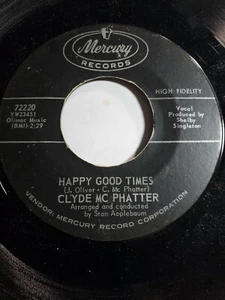 Mercury
RECORDS
HIGH FIDELITY
72220
YW23451
Olimac Music
(BMI)-2:29
Vocal
Produced by
Shelby
Singleton
HAPPY GOOD TIMES
(J. Oliver - C. Mc Phatter)
CLYDE MC PHATTER
Arranged and conducted
by Stan Applebaum
VENDOR: MERCURY RECORD CORPORATION